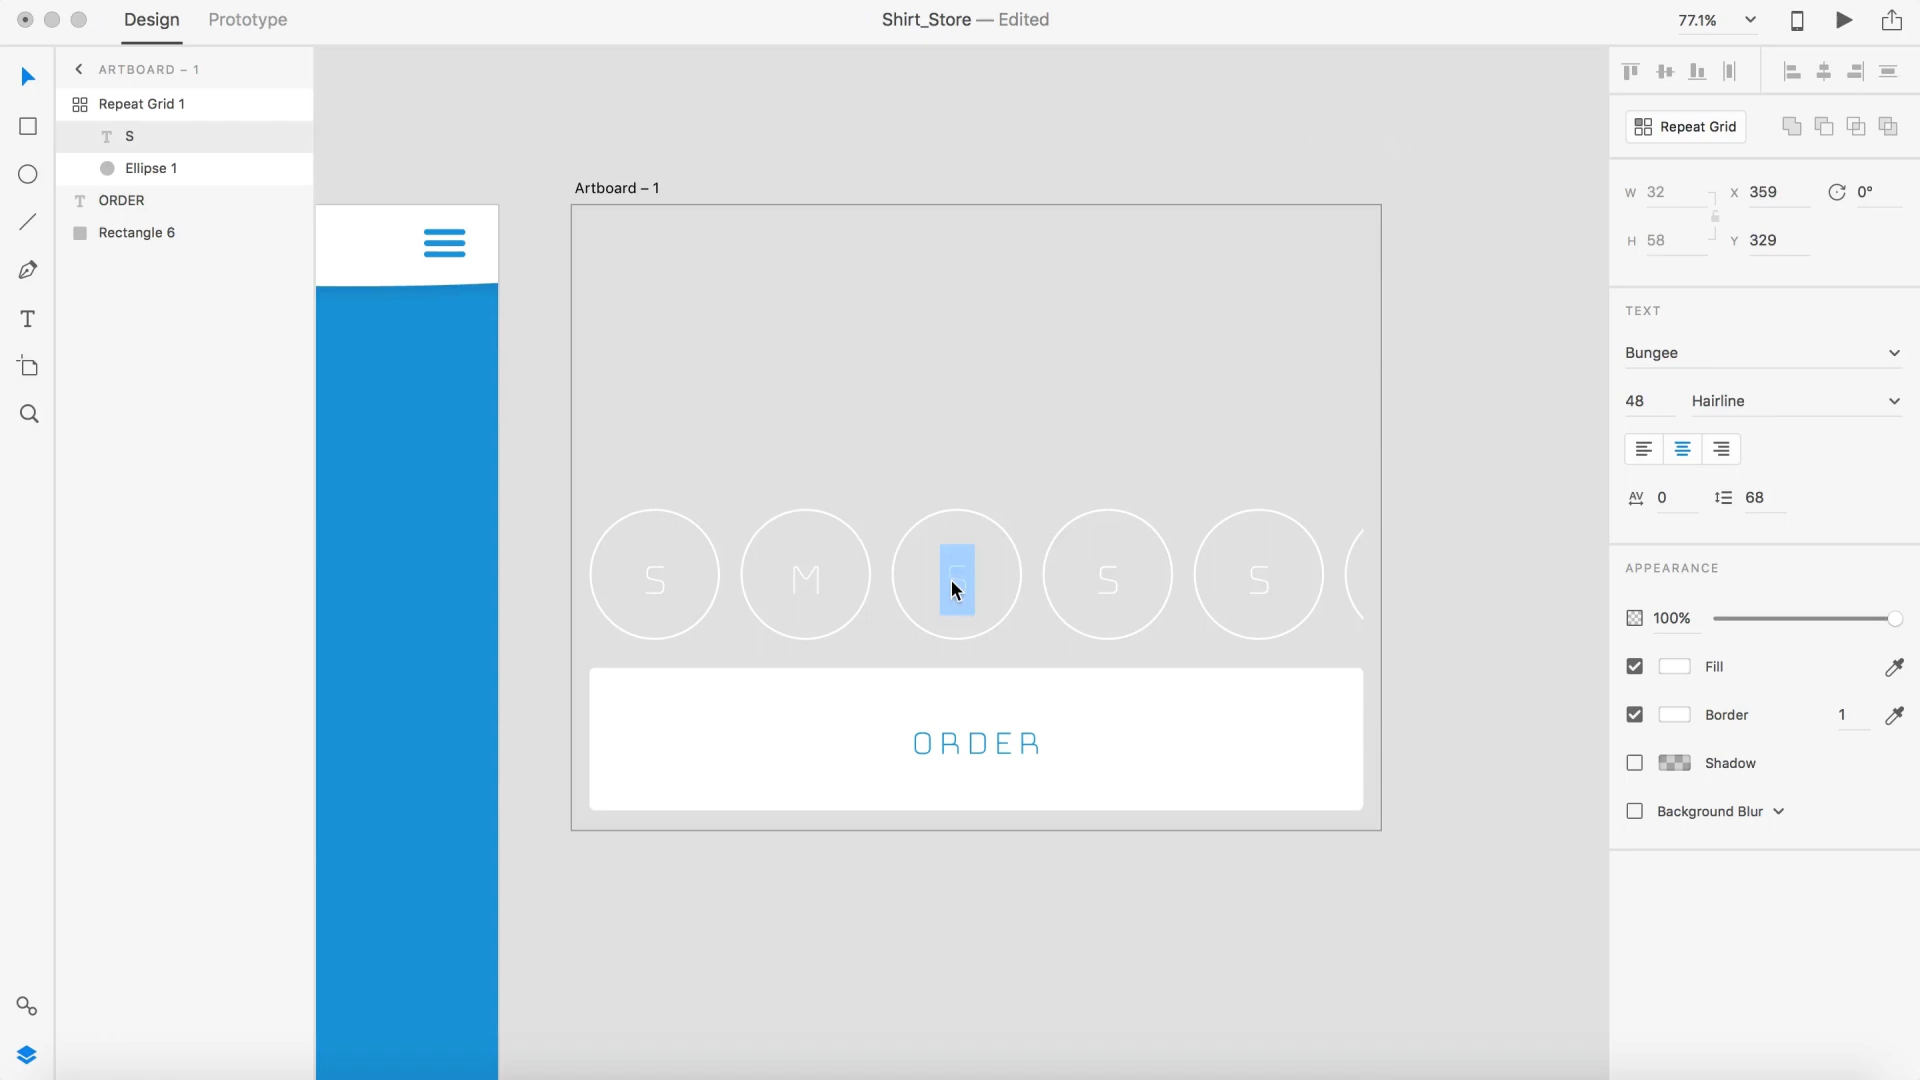 Design
Prototype
Shirt_Store — Edited
77.1%
ARTBOARD – 1
Repeat Grid 1
T S
Ellipse 1
T ORDER
Rectangle 6
T
Artboard – 1
S M S S S
ORDER
Repeat Grid
W 32 X 359 0°
H 58 Y 329
TEXT
Bungee
48 Hairline
AV 0 68
APPEARANCE
100%
Fill
Border 1
Shadow
Background Blur